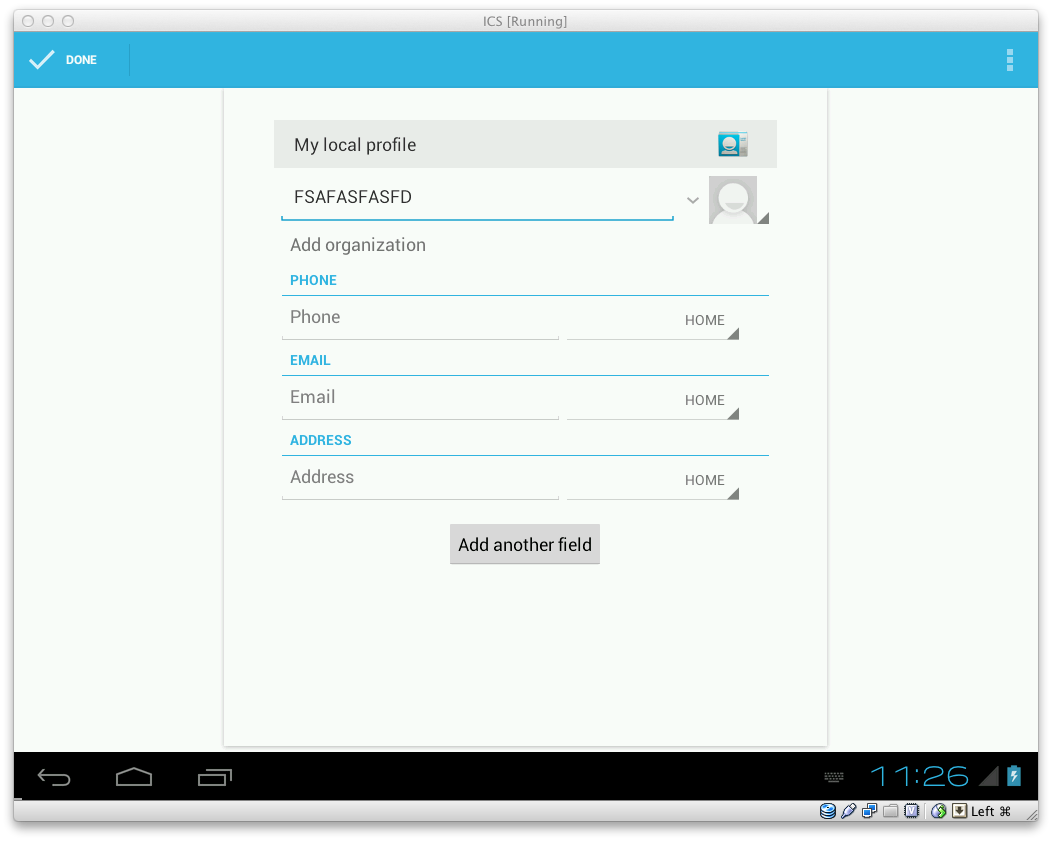 ICS [Running]
DONE
My local profile
FSAFASFASFD
Add organization
PHONE
Phone HOME
EMAIL
Email HOME
ADDRESS
Address HOME
Add another field
11:26
Left ⌘